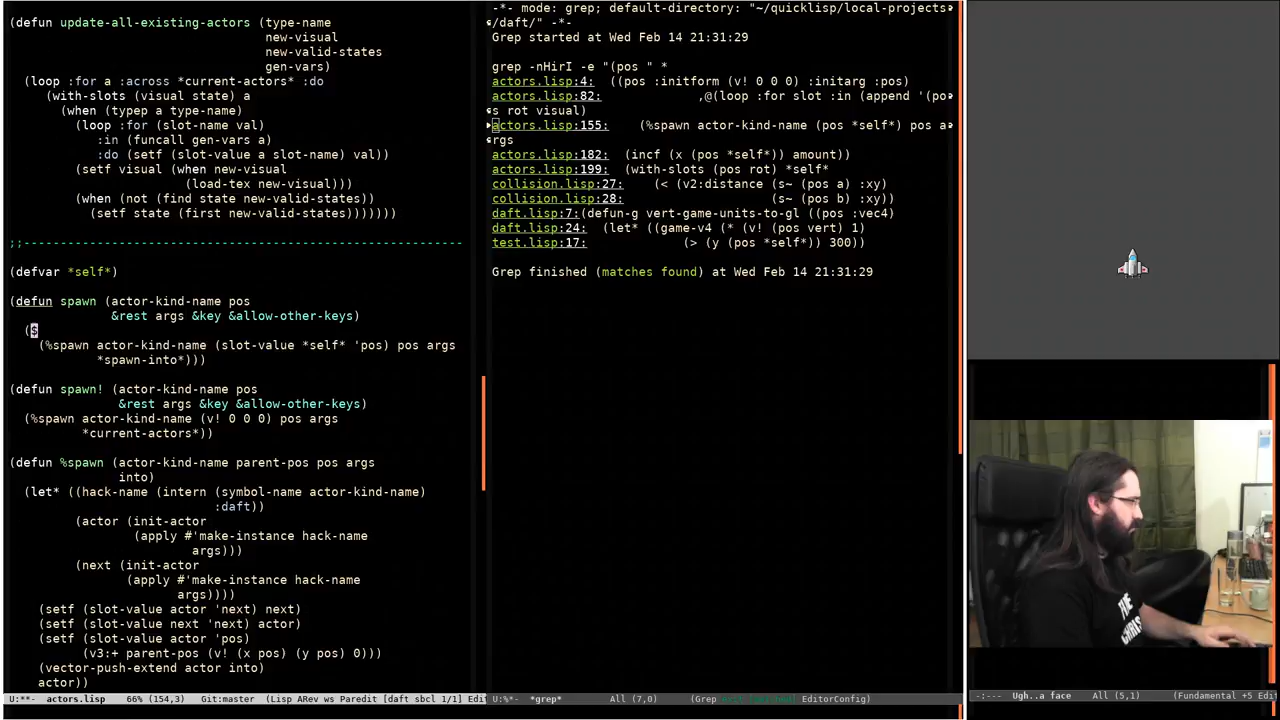 (defun update-all-existing-actors (type-name
new-visual
new-valid-states
gen-vars)
(loop :for a :across *current-actors* :do
(with-slots (visual state) a
(when (typep a type-name)
(loop :for (slot-name val)
:in (funcall gen-vars a)
:do (setf (slot-value a slot-name) val))
(setf visual (when new-visual
(load-tex new-visual)))
(when (not (find state new-valid-states))
(setf state (first new-valid-states)))))))
;;------------------------------------------------------------
(defvar *self*)
(defun spawn (actor-kind-name pos
&rest args &key &allow-other-keys)
($
(%spawn actor-kind-name (slot-value *self* 'pos) pos args
*spawn-into*)))
(defun spawn! (actor-kind-name pos
&rest args &key &allow-other-keys)
(%spawn actor-kind-name (v! 0 0 0) pos args
*current-actors*))
(defun %spawn (actor-kind-name parent-pos pos args
into)
(let* ((hack-name (intern (symbol-name actor-kind-name)
:daft))
(actor (init-actor
(apply #'make-instance hack-name
args)))
(next (init-actor
(apply #'make-instance hack-name
args))))
(setf (slot-value actor 'next) next)
(setf (slot-value next 'next) actor)
(setf (slot-value actor 'pos)
(v3:+ parent-pos (v! (x pos) (y pos) 0)))
(vector-push-extend actor into)
actor))
U:**-  actors.lisp    66% (154,3)    Git:master    (Lisp ARev ws Paredit [daft sbcl 1/1] Edit
-*- mode: grep; default-directory: "~/quicklisp/local-projects
/daft/" -*-
Grep started at Wed Feb 14 21:31:29
grep -nHrI -e "(pos " *
actors.lisp:4:  ((pos :initform (v! 0 0 0) :initarg :pos)
actors.lisp:82:             ,@(loop :for slot :in (append '(po
s rot visual)
actors.lisp:155:    (%spawn actor-kind-name (pos *self*) pos a
rgs
actors.lisp:182:  (incf (x (pos *self*)) amount))
actors.lisp:199:  (with-slots (pos rot) *self*
collision.lisp:27:    (< (v2:distance (s~ (pos a) :xy)
collision.lisp:28:                    (s~ (pos b) :xy))
daft.lisp:7:(defun-g vert-game-units-to-gl ((pos :vec4)
daft.lisp:24:  (let* ((game-v4 (* (v! (pos vert) 1)
test.lisp:17:             (> (y (pos *self*)) 300))
Grep finished (matches found) at Wed Feb 14 21:31:29
U:%*-  *grep*         All (7,0)      (Grep
EditorConfig)
-:---  Ugh..a face    All (5,1)      (Fundamental +5 Edit